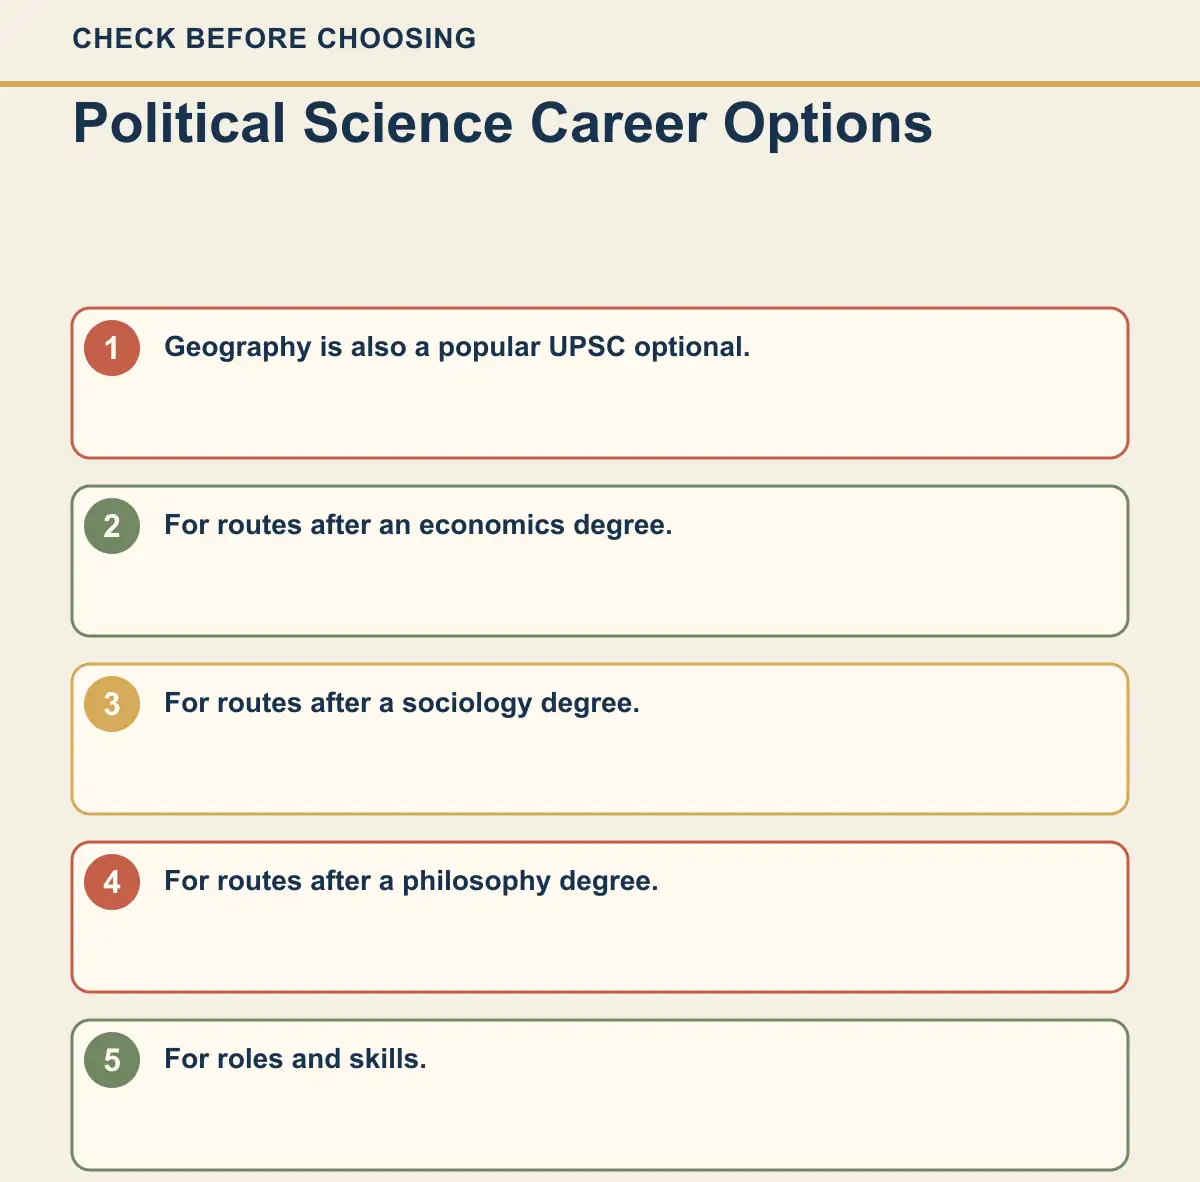 CHECK BEFORE CHOOSING
Political Science Career Options
1 Geography is also a popular UPSC optional.
2 For routes after an economics degree.
3 For routes after a sociology degree.
4 For routes after a philosophy degree.
5 For roles and skills.